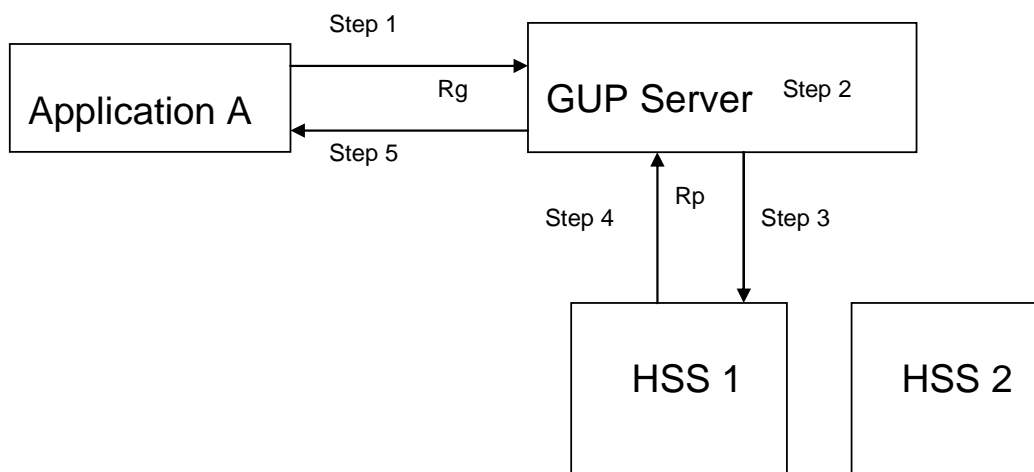 Step 1
Application A
Rg
GUP Server
Step 2
Step 5
Step 4
Rp
Step 3
HSS 1
HSS 2